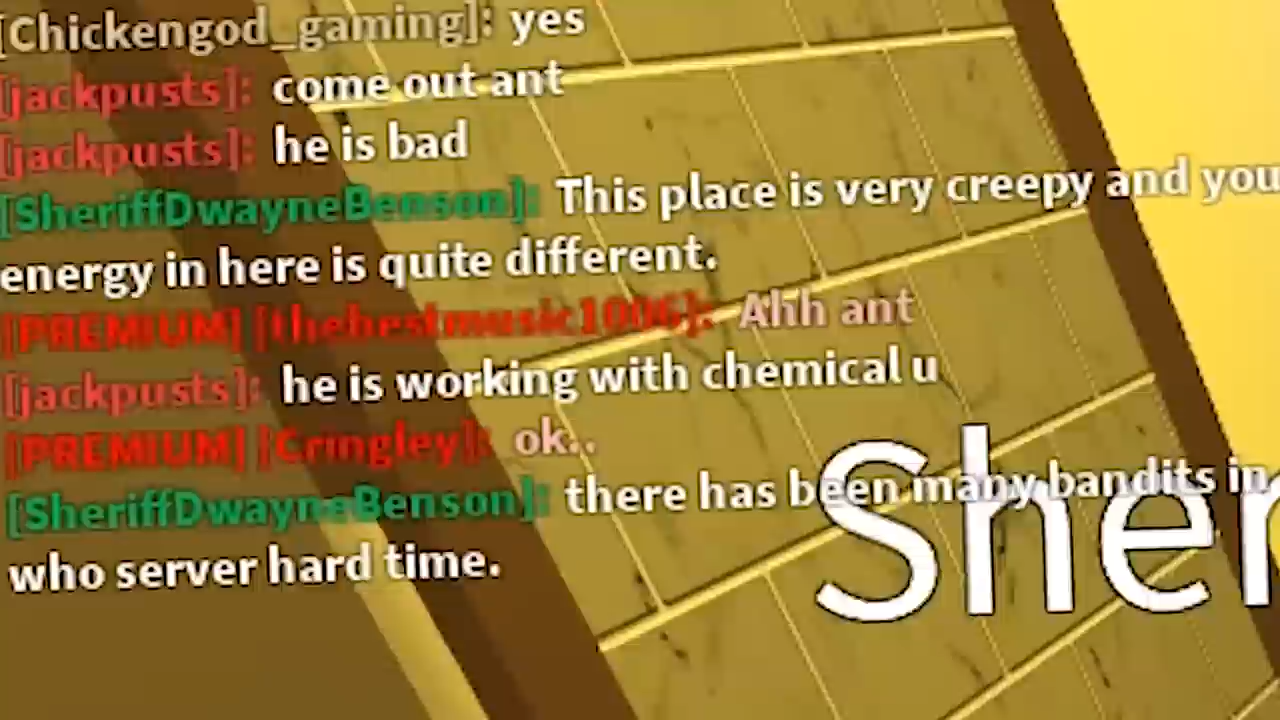 [Chickengod_gaming]: yes
[jackpusts]: come out ant
[jackpusts]: he is bad
[SheriffDwayneBenson]: This place is very creepy and you
energy in here is quite different.
[PREMIUM] [thebestmusic1006]: Ahh ant
[jackpusts]: he is working with chemical u
[PREMIUM] [Cringley]: ok..
[SheriffDwayneBenson]: there has been many bandits in
who server hard time.
Sher